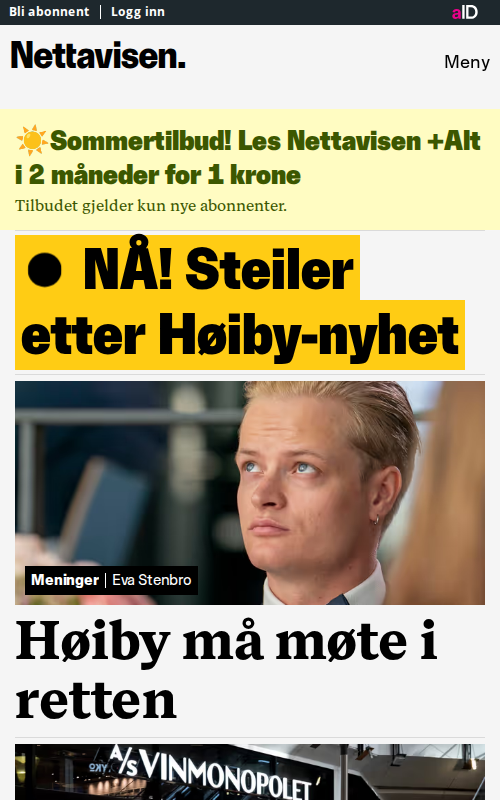 Bli abonnent | Logg inn
aID
Nettavisen.
Meny
☀️Sommertilbud! Les Nettavisen +Alt
i 2 måneder for 1 krone
Tilbudet gjelder kun nye abonnenter.
● NÅ! Steiler
etter Høiby-nyhet
Meninger | Eva Stenbro
Høiby må møte i
retten
A/S VINMONOPOLET